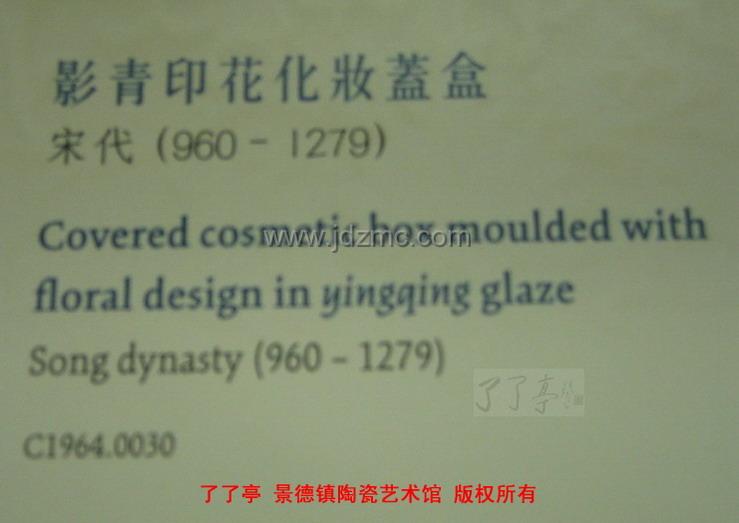 影青印花化妝蓋盒
宋代 (960 - 1279)
Covered cosmetic box moulded with
www.jdzmc.com
floral design in yingqing glaze
Song dynasty (960 – 1279)
了了亭
C1964.0030
了了亭 景德镇陶瓷艺术馆 版权所有